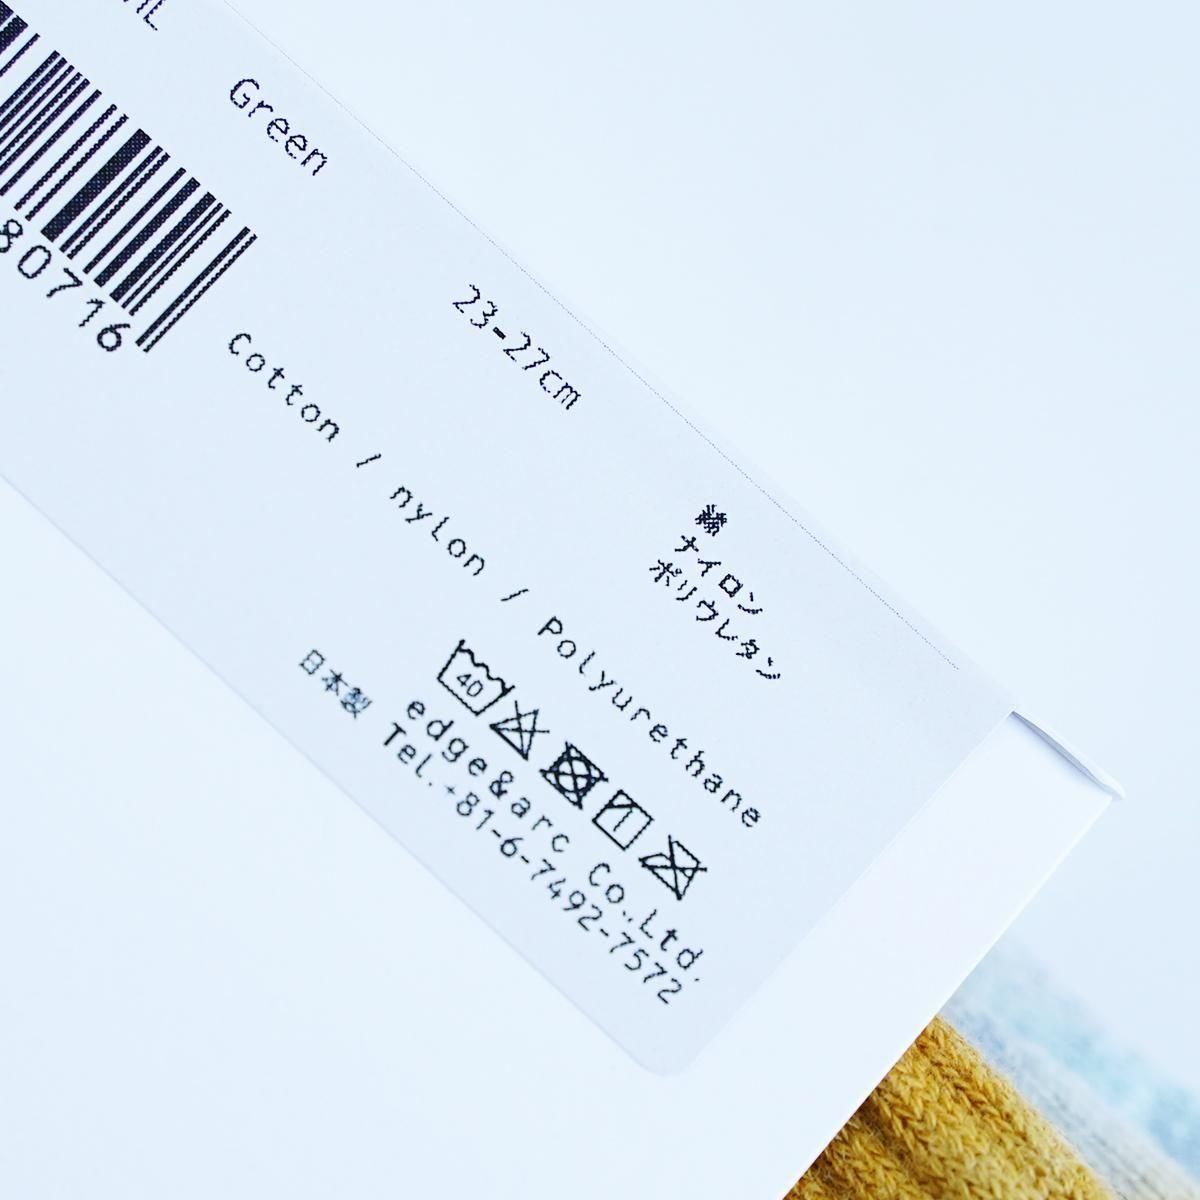 Green
80716
23-27cm
Cotton / nylon / Polyurethane
綿
ナイロン
ポリウレタン
40
日本製
edge&arc Co.,Ltd,
Tel.+81-6-7492-7572